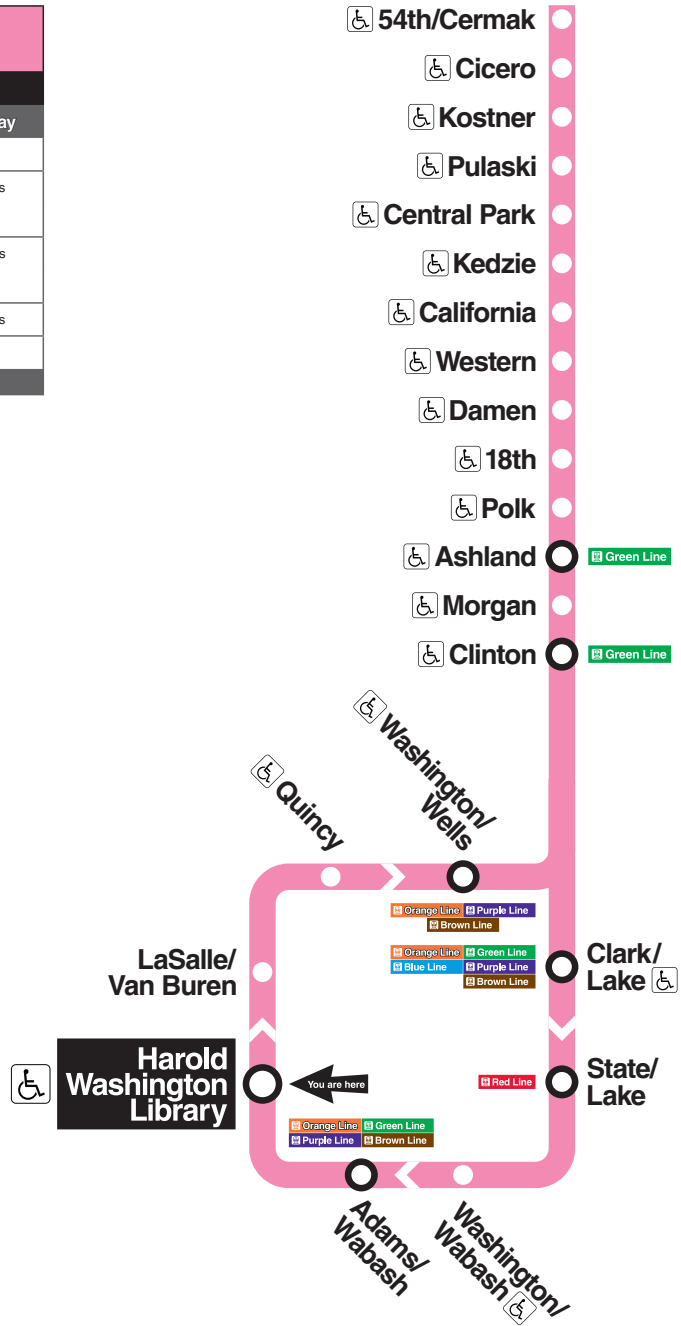 ay
s
s
s
54th/Cermak
Cicero
Kostner
Pulaski
Central Park
Kedzie
California
Western
Damen
18th
Polk
Ashland
Green Line
Morgan
Clinton
Green Line
Washington/
Wells
Quincy
Orange Line Purple Line
Brown Line
Orange Line Green Line
Blue Line Purple Line
Brown Line
Clark/
Lake
LaSalle/
Van Buren
Harold
Washington
Library
You are here
Red Line
State/
Lake
Orange Line Green Line
Purple Line Brown Line
Adams/
Wabash
Washington/
Wabash